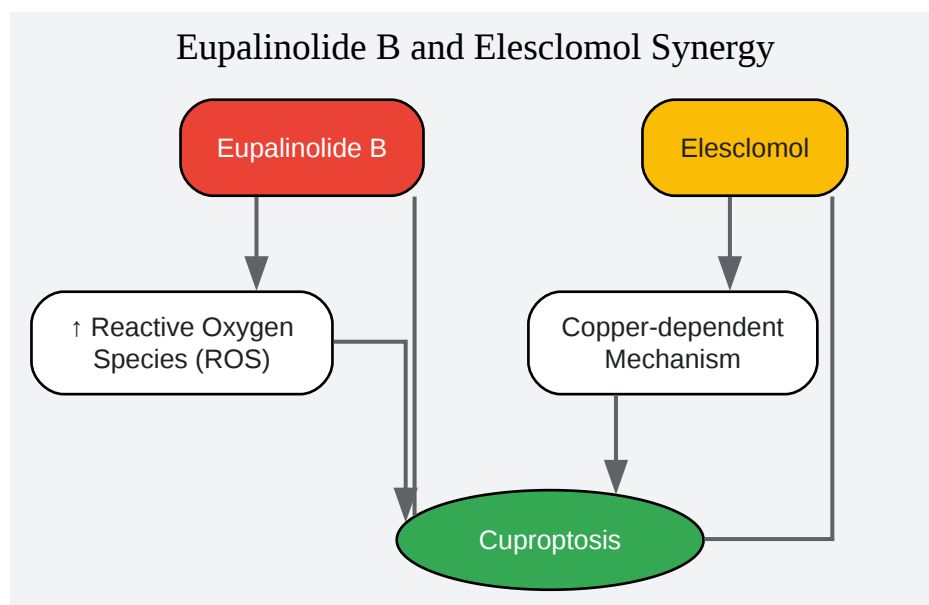 Eupalinolide B and Elesclomol Synergy
Eupalinolide B
Elesclomol
↑ Reactive Oxygen
Species (ROS)
Copper-dependent
Mechanism
Cuproptosis